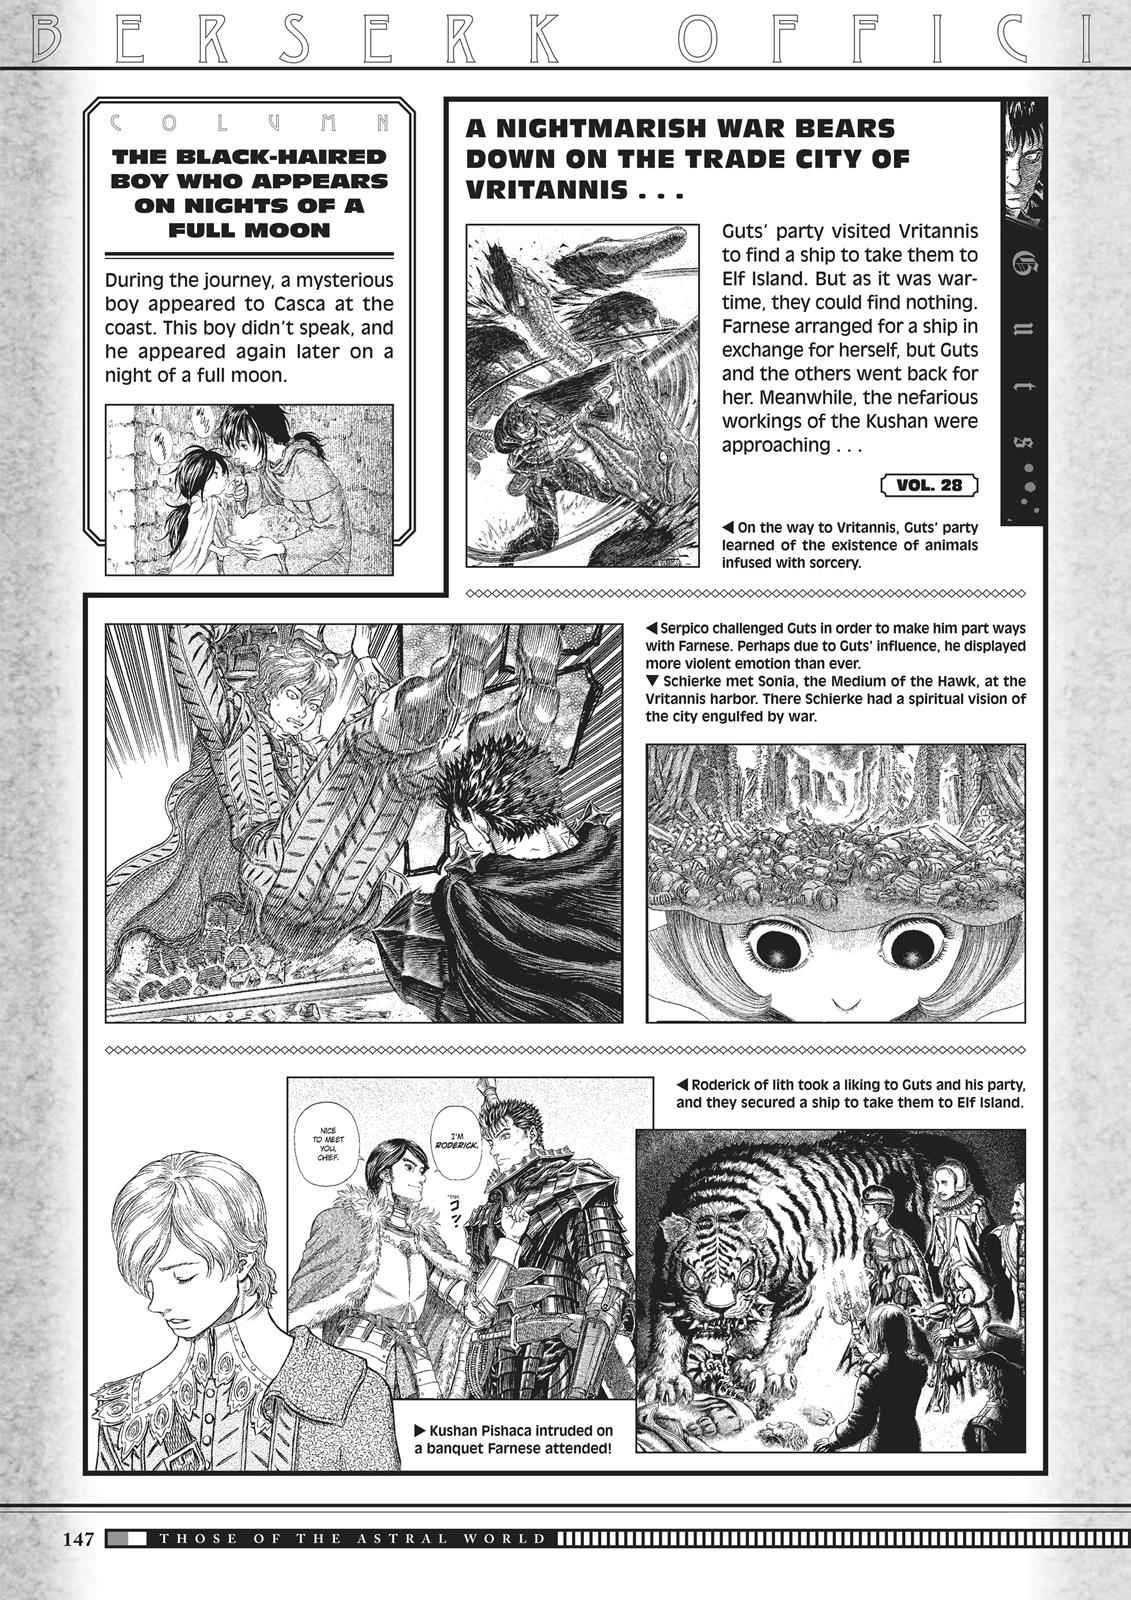 BERSERK OFFICI
COLUMN
THE BLACK-HAIRED
BOY WHO APPEARS
ON NIGHTS OF A
FULL MOON
During the journey, a mysterious
boy appeared to Casca at the
coast. This boy didn't speak, and
he appeared again later on a
night of a full moon.
A NIGHTMARISH WAR BEARS
DOWN ON THE TRADE CITY OF
VRITANNIS . . .
Guts' party visited Vritannis
to find a ship to take them to
Elf Island. But as it was war-
time, they could find nothing.
Farnese arranged for a ship in
exchange for herself, but Guts
and the others went back for
her. Meanwhile, the nefarious
workings of the Kushan were
approaching . . .
VOL. 28
◀ On the way to Vritannis, Guts' party
learned of the existence of animals
infused with sorcery.
Guts
◀ Serpico challenged Guts in order to make him part ways
with Farnese. Perhaps due to Guts' influence, he displayed
more violent emotion than ever.
▼ Schierke met Sonia, the Medium of the Hawk, at the
Vritannis harbor. There Schierke had a spiritual vision of
the city engulfed by war.
◀ Roderick of Iith took a liking to Guts and his party,
and they secured a ship to take them to Elf Island.
NICE
TO MEET
YOU,
CHIEF.
I'M
RODERICK.
コッ
▶ Kushan Pishaca intruded on
a banquet Farnese attended!
147
THOSE OF THE ASTRAL WORLD